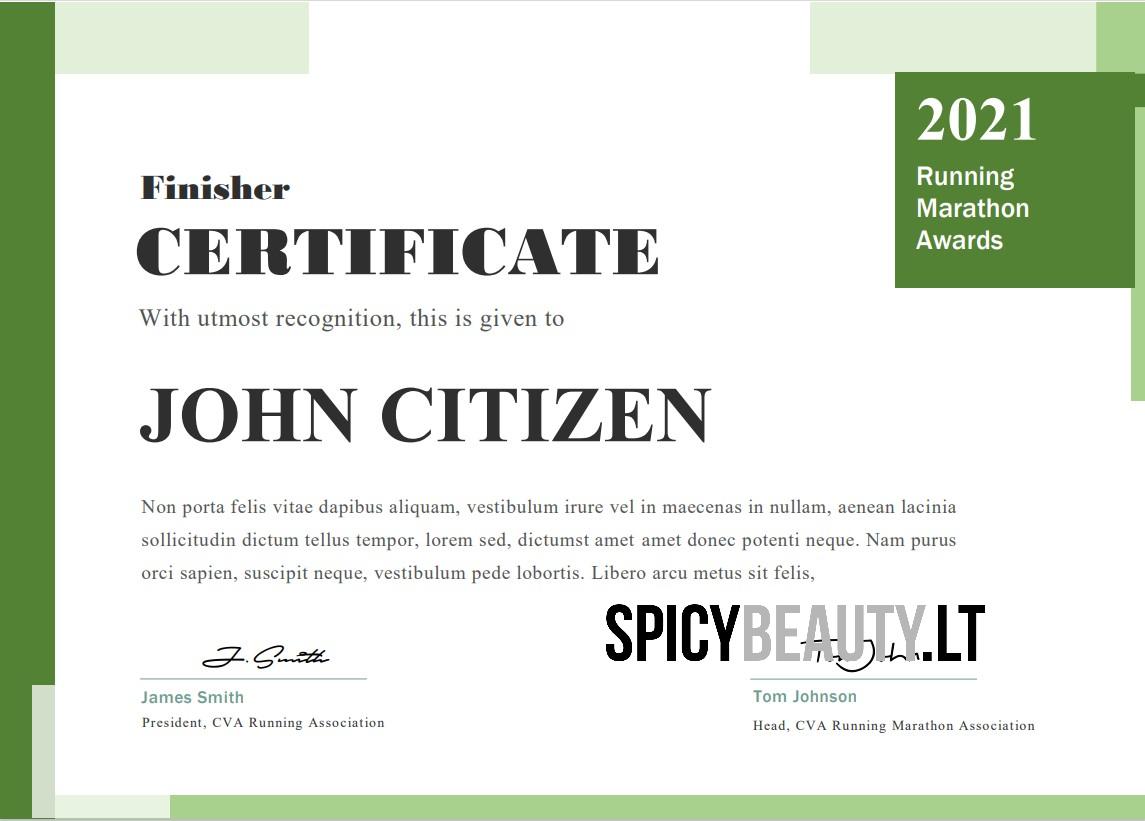 2021
Running
Marathon
Awards
Finisher
CERTIFICATE
With utmost recognition, this is given to
JOHN CITIZEN
Non porta felis vitae dapibus aliquam, vestibulum irure vel in maecenas in nullam, aenean lacinia
sollicitudin dictum tellus tempor, lorem sed, dictumst amet amet donec potenti neque. Nam purus
orci sapien, suscipit neque, vestibulum pede lobortis. Libero arcu metus sit felis,
SPICYBEAUTY.LT
J. Smith
James Smith
President, CVA Running Association
Tom Johnson
Head, CVA Running Marathon Association